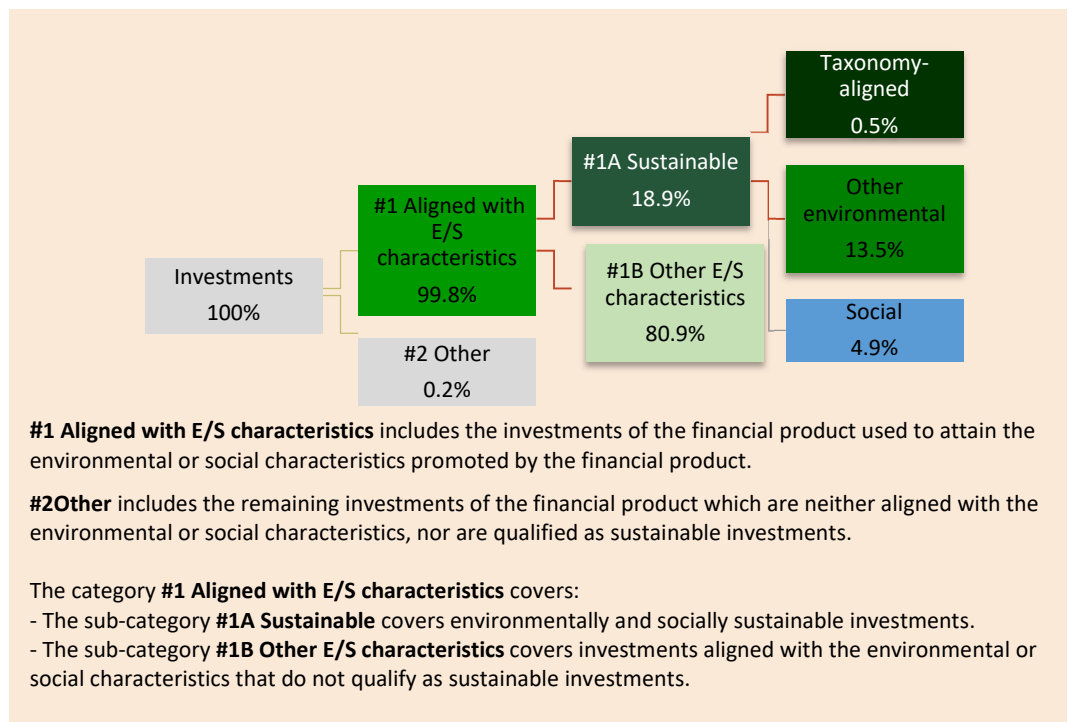 Investments
100%
#1 Aligned with
E/S
characteristics
99.8%
#2 Other
0.2%
#1A Sustainable
18.9%
#1B Other E/S
characteristics
80.9%
Taxonomy-
aligned
0.5%
Other
environmental
13.5%
Social
4.9%
#1 Aligned with E/S characteristics includes the investments of the financial product used to attain the
environmental or social characteristics promoted by the financial product.
#2Other includes the remaining investments of the financial product which are neither aligned with the
environmental or social characteristics, nor are qualified as sustainable investments.
The category #1 Aligned with E/S characteristics covers:
- The sub-category #1A Sustainable covers environmentally and socially sustainable investments.
- The sub-category #1B Other E/S characteristics covers investments aligned with the environmental or
social characteristics that do not qualify as sustainable investments.